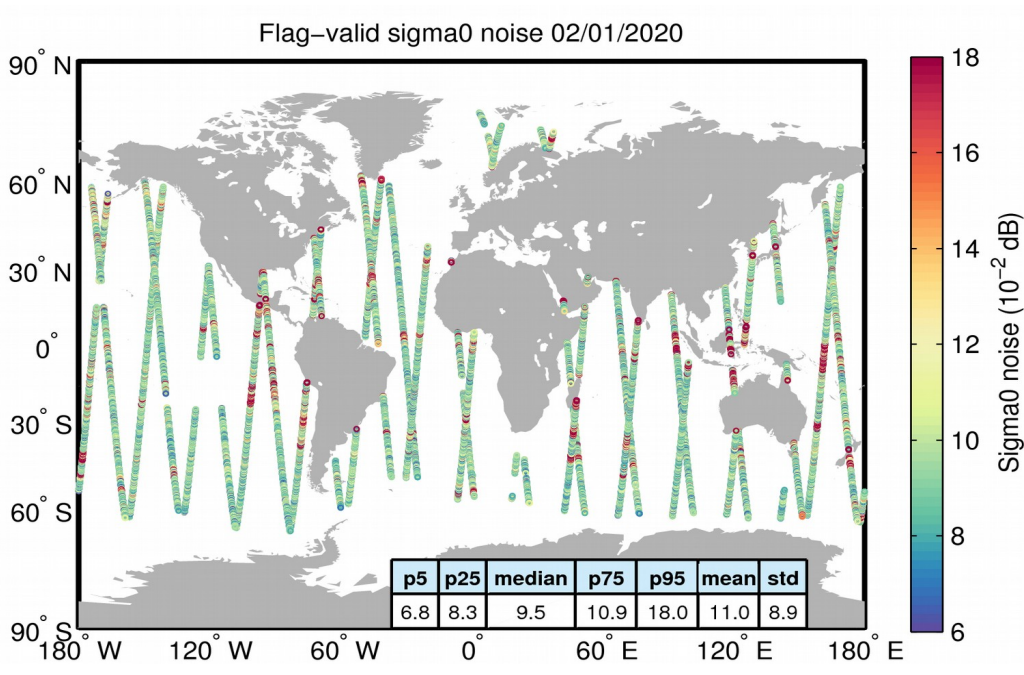 Flag−valid sigma0 noise 02/01/2020
90° N
60° N
30° N
0°
30° S
60° S
90° S
180° W
120° W
60° W
0°
60° E
120° E
180° E
p5 p25 median p75 p95 mean std
6.8 8.3 9.5 10.9 18.0 11.0 8.9
18
16
14
12
10
8
6
Sigma0 noise (10⁻² dB)